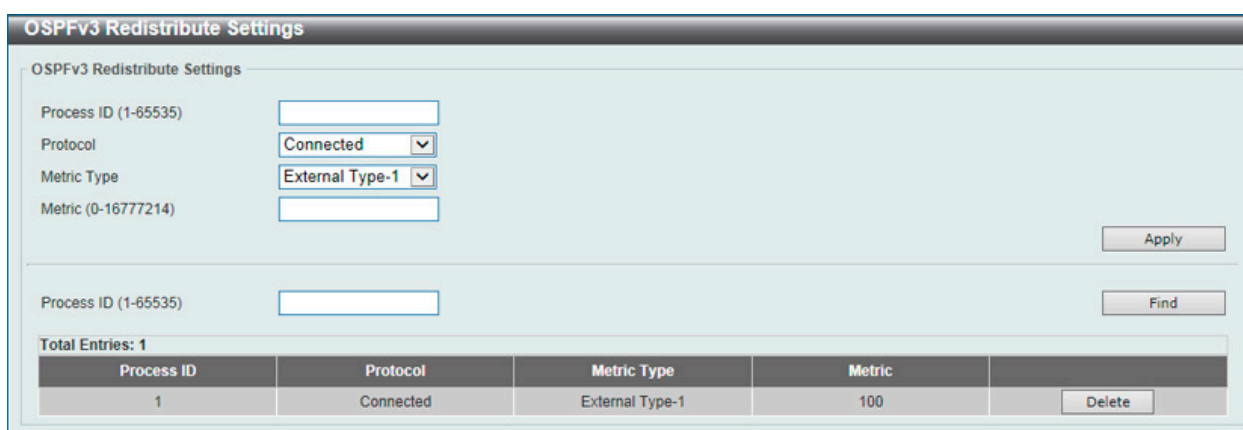 OSPFv3 Redistribute Settings
OSPFv3 Redistribute Settings
Process ID (1-65535)
Protocol Connected
Metric Type External Type-1
Metric (0-16777214)
Apply
Process ID (1-65535) Find
Total Entries: 1
Process ID Protocol Metric Type Metric
1 Connected External Type-1 100 Delete